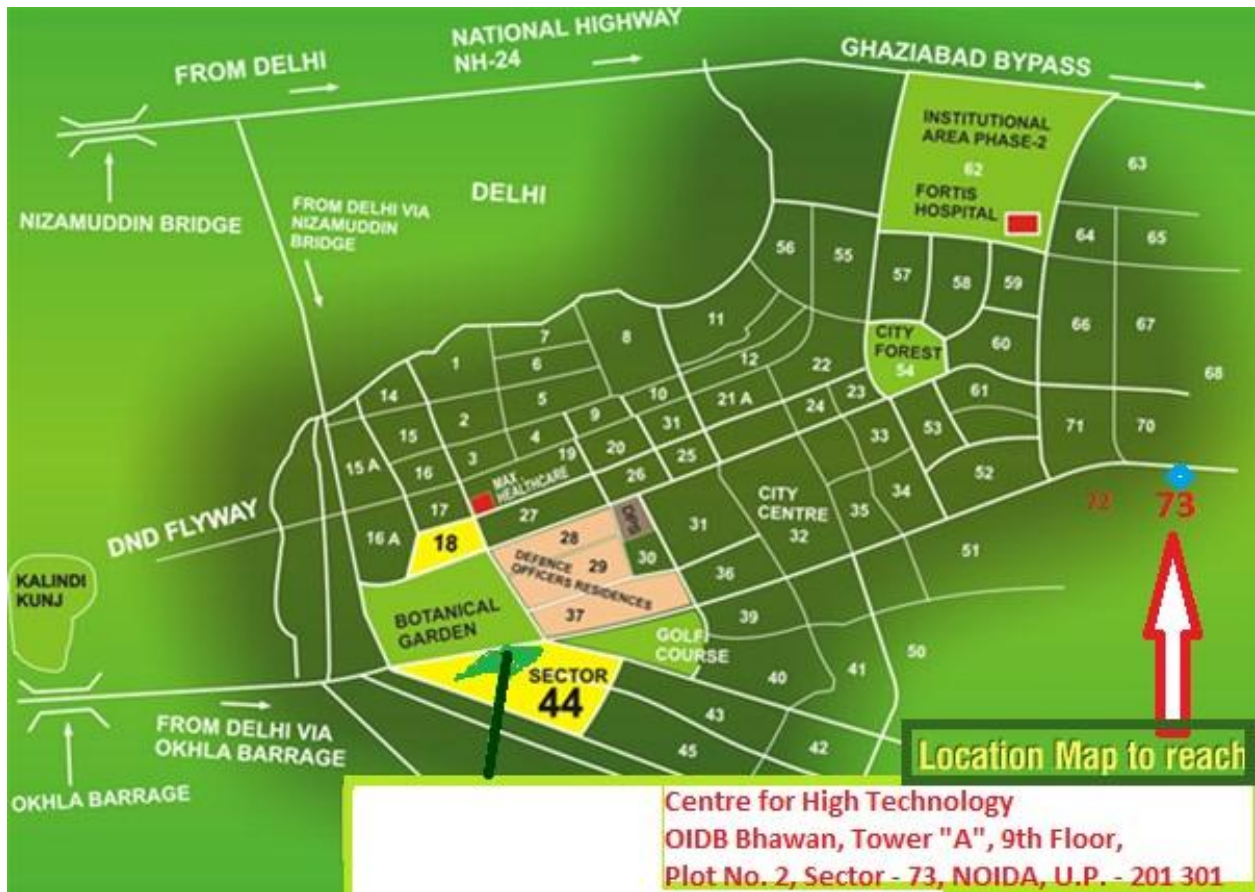 NATIONAL HIGHWAY
NH-24
FROM DELHI
GHAZIABAD BYPASS
NIZAMUDDIN BRIDGE
FROM DELHI VIA
NIZAMUDDIN
BRIDGE
DELHI
INSTITUTIONAL
AREA PHASE-2
62
FORTIS
HOSPITAL
63
64
65
56
55
57
58
59
66
67
68
11
7
8
6
1
CITY
FOREST
54
60
12
22
14
5
2
10
21 A
23
61
9
24
15
4
31
33
53
71
70
15 A
16
3
19
20
25
MAX
HEALTHCARE
26
52
34
17
27
DPS
31
CITY
CENTRE
32
35
72
73
DND FLYWAY
16 A
18
28
29
30
DEFENCE
OFFICERS RESIDENCES
37
36
51
KALINDI
KUNJ
BOTANICAL
GARDEN
39
GOLF
COURSE
50
41
40
SECTOR
44
43
42
45
FROM DELHI VIA
OKHLA BARRAGE
OKHLA BARRAGE
Location Map to reach
Centre for High Technology
OIDB Bhawan, Tower "A", 9th Floor,
Plot No. 2, Sector - 73, NOIDA, U.P. - 201 301